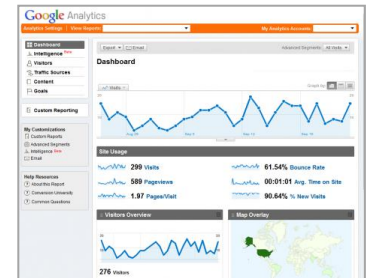 Google Analytics
Analytics Settings | View Reports:
My Analytics Accounts:
Dashboard
Intelligence Beta
Visitors
Traffic Sources
Content
Goals
Custom Reporting
My Customizations
Custom Reports
Advanced Segments
Intelligence Beta
Email
Help Resources
About this Report
Conversion University
Common Questions
Export
Email
Advanced Segments: All Visits
Dashboard
Visits
Graph by:
Site Usage
299 Visits
61.54% Bounce Rate
589 Pageviews
00:01:01 Avg. Time on Site
1.97 Pages/Visit
90.64% % New Visits
Visitors Overview
Map Overlay
276 Visitors